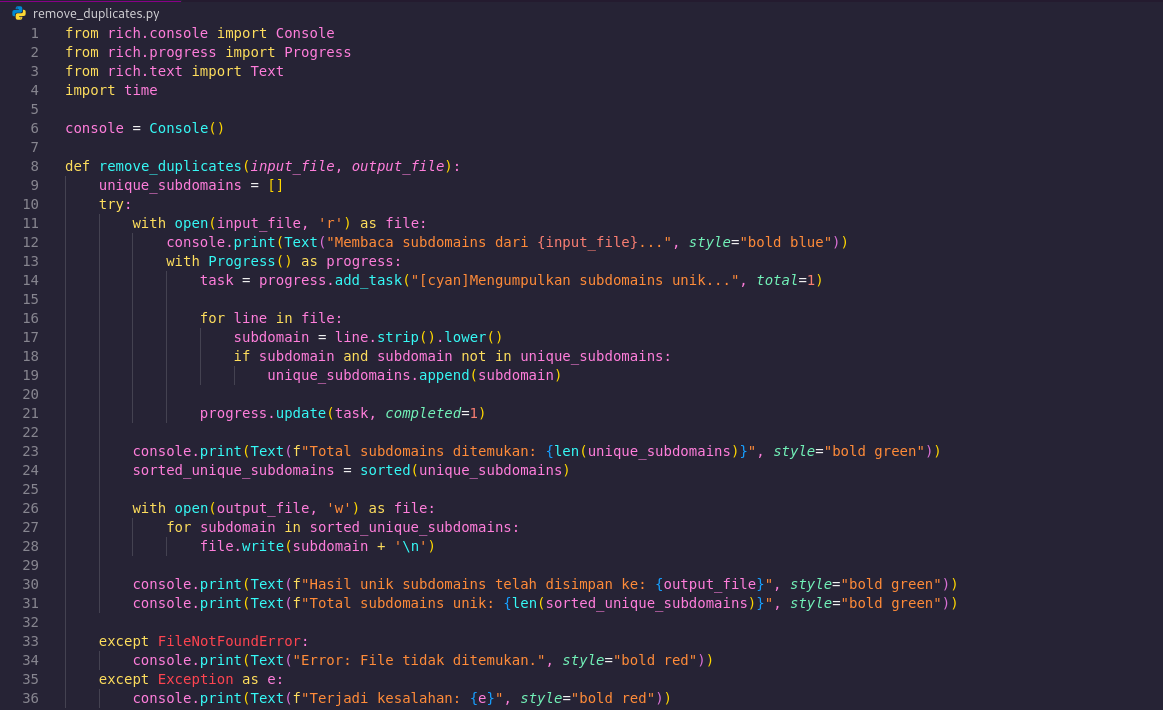 remove_duplicates.py
1 from rich.console import Console
2 from rich.progress import Progress
3 from rich.text import Text
4 import time
5
6 console = Console()
7
8 def remove_duplicates(input_file, output_file):
9     unique_subdomains = []
10     try:
11         with open(input_file, 'r') as file:
12             console.print(Text("Membaca subdomains dari {input_file}...", style="bold blue"))
13             with Progress() as progress:
14                 task = progress.add_task("[cyan]Mengumpulkan subdomains unik...", total=1)
15
16                 for line in file:
17                     subdomain = line.strip().lower()
18                     if subdomain and subdomain not in unique_subdomains:
19                         unique_subdomains.append(subdomain)
20
21                 progress.update(task, completed=1)
22
23         console.print(Text(f"Total subdomains ditemukan: {len(unique_subdomains)}", style="bold green"))
24         sorted_unique_subdomains = sorted(unique_subdomains)
25
26         with open(output_file, 'w') as file:
27             for subdomain in sorted_unique_subdomains:
28                 file.write(subdomain + '\n')
29
30         console.print(Text(f"Hasil unik subdomains telah disimpan ke: {output_file}", style="bold green"))
31         console.print(Text(f"Total subdomains unik: {len(sorted_unique_subdomains)}", style="bold green"))
32
33     except FileNotFoundError:
34         console.print(Text("Error: File tidak ditemukan.", style="bold red"))
35     except Exception as e:
36         console.print(Text(f"Terjadi kesalahan: {e}", style="bold red"))